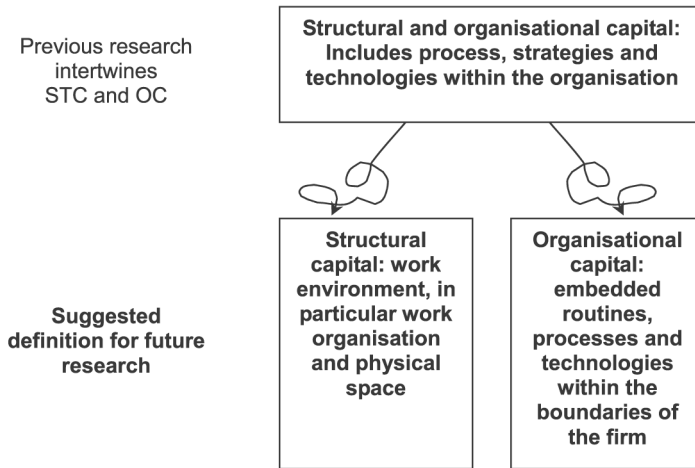 Previous research
intertwines
STC and OC
Structural and organisational capital:
Includes process, strategies and
technologies within the organisation
Suggested
definition for future
research
Structural
capital: work
environment, in
particular work
organisation
and physical
space
Organisational
capital:
embedded
routines,
processes and
technologies
within the
boundaries of
the firm